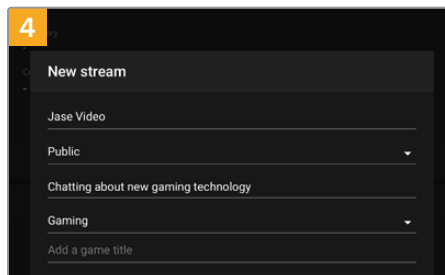 4
New stream
Jase Video
Public
Chatting about new gaming technology
Gaming
Add a game title